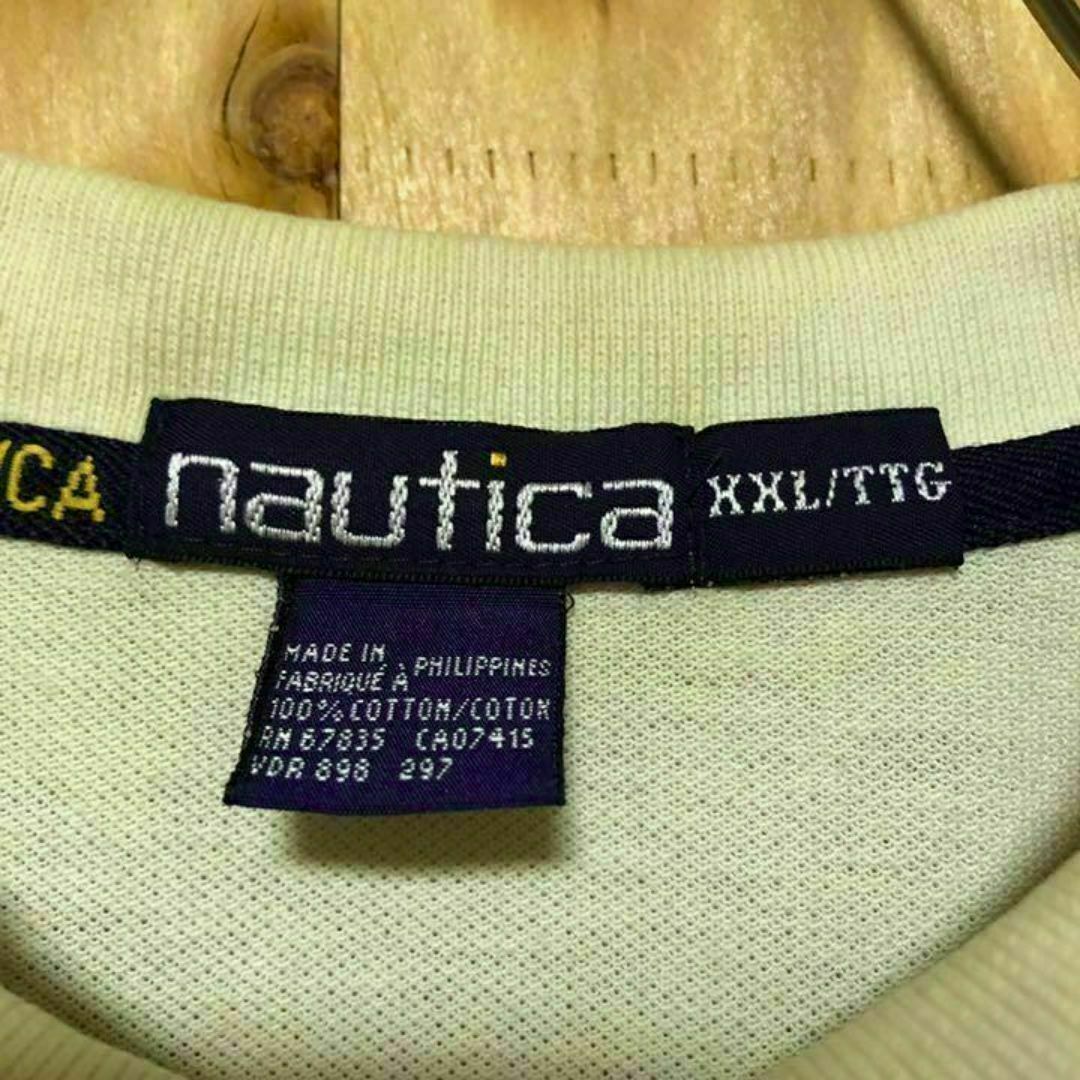 nautica XXL/TTG
MADE IN
FABRIQUÉ À PHILIPPINES
100% COTTON/COTON
RN 67835 CA07415
VDR 898 297